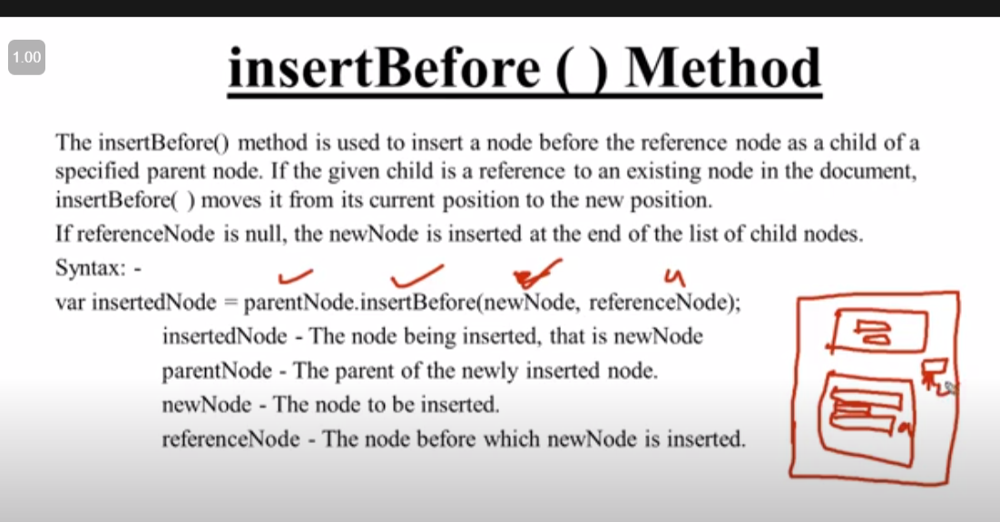 1.00
insertBefore ( ) Method
The insertBefore() method is used to insert a node before the reference node as a child of a
specified parent node. If the given child is a reference to an existing node in the document,
insertBefore( ) moves it from its current position to the new position.
If referenceNode is null, the newNode is inserted at the end of the list of child nodes.
Syntax: -
var insertedNode = parentNode.insertBefore(newNode, referenceNode);
insertedNode - The node being inserted, that is newNode
parentNode - The parent of the newly inserted node.
newNode - The node to be inserted.
referenceNode - The node before which newNode is inserted.